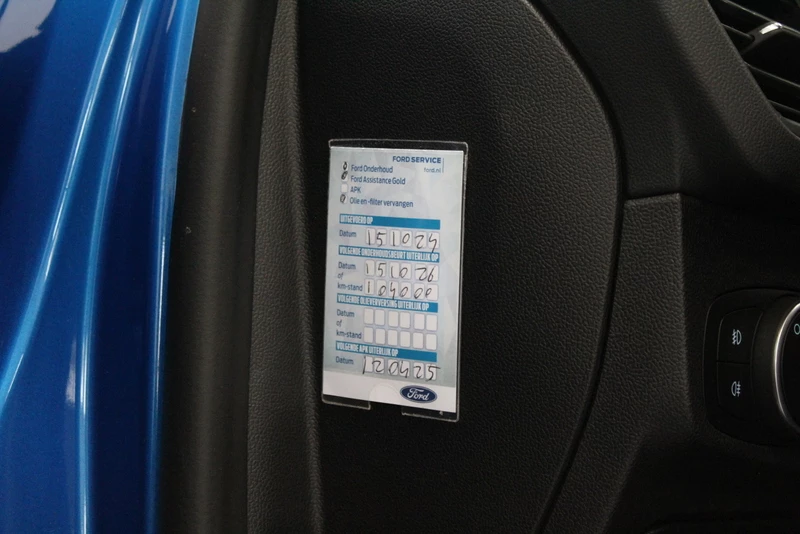 FORD SERVICE
ford.nl
Ford Onderhoud
Ford Assistance Gold
APK
Olie en -filter vervangen
UITGEVOERD OP
Datum 151024
VOLGENDE ONDERHOUDSBEURT UITERLIJK OP
Datum 151026
of
km-stand 104000
VOLGENDE OLIEVERVERSING UITERLIJK OP
Datum
of
km-stand
VOLGENDE APK UITERLIJK OP
Datum 120425
Ford